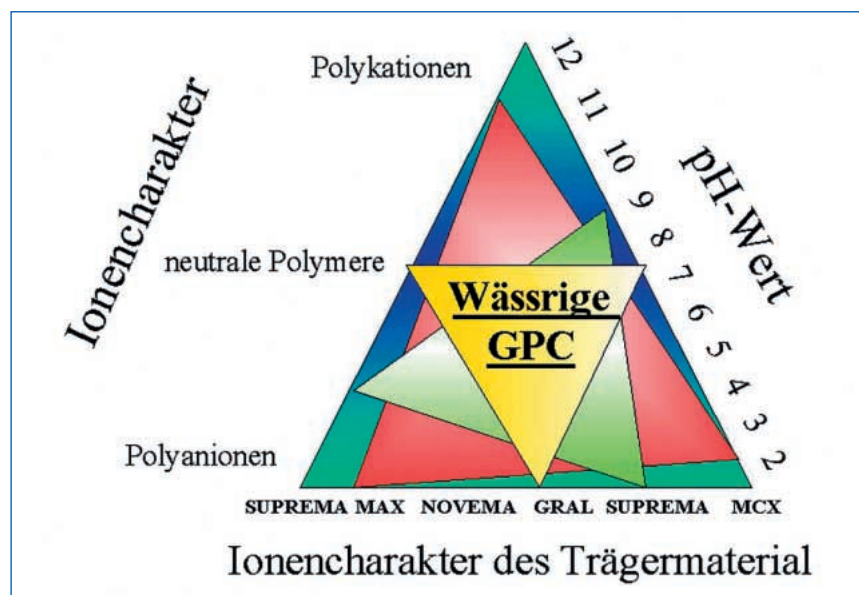 Ionencharakter
Polykationen
neutrale Polymere
Polyanionen
Wässrige
GPC
12
11
10
9
8
7
6
5
4
3
2
pH-Wert
SUPREMA MAX NOVEMA GRAL SUPREMA MCX
Ionencharakter des Trägermaterial